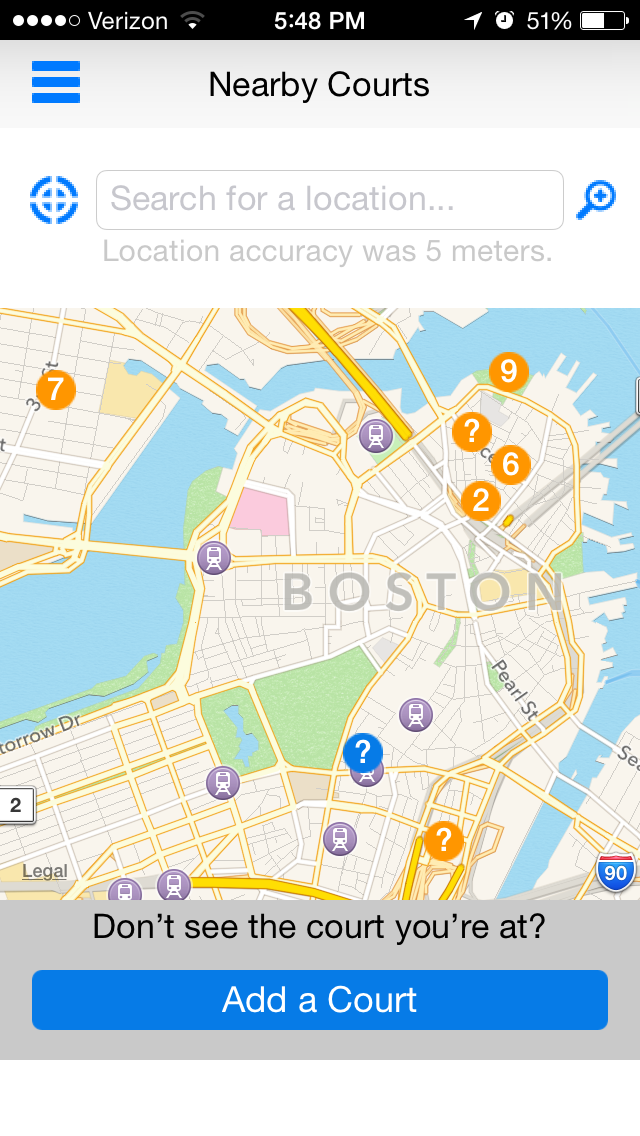 Verizon 5:48 PM 51%
Nearby Courts
Search for a location...
Location accuracy was 5 meters.
9
7
?
6
2
BOSTON
Pearl St
?
torrow Dr
2
?
Legal
90
Don't see the court you're at?
Add a Court